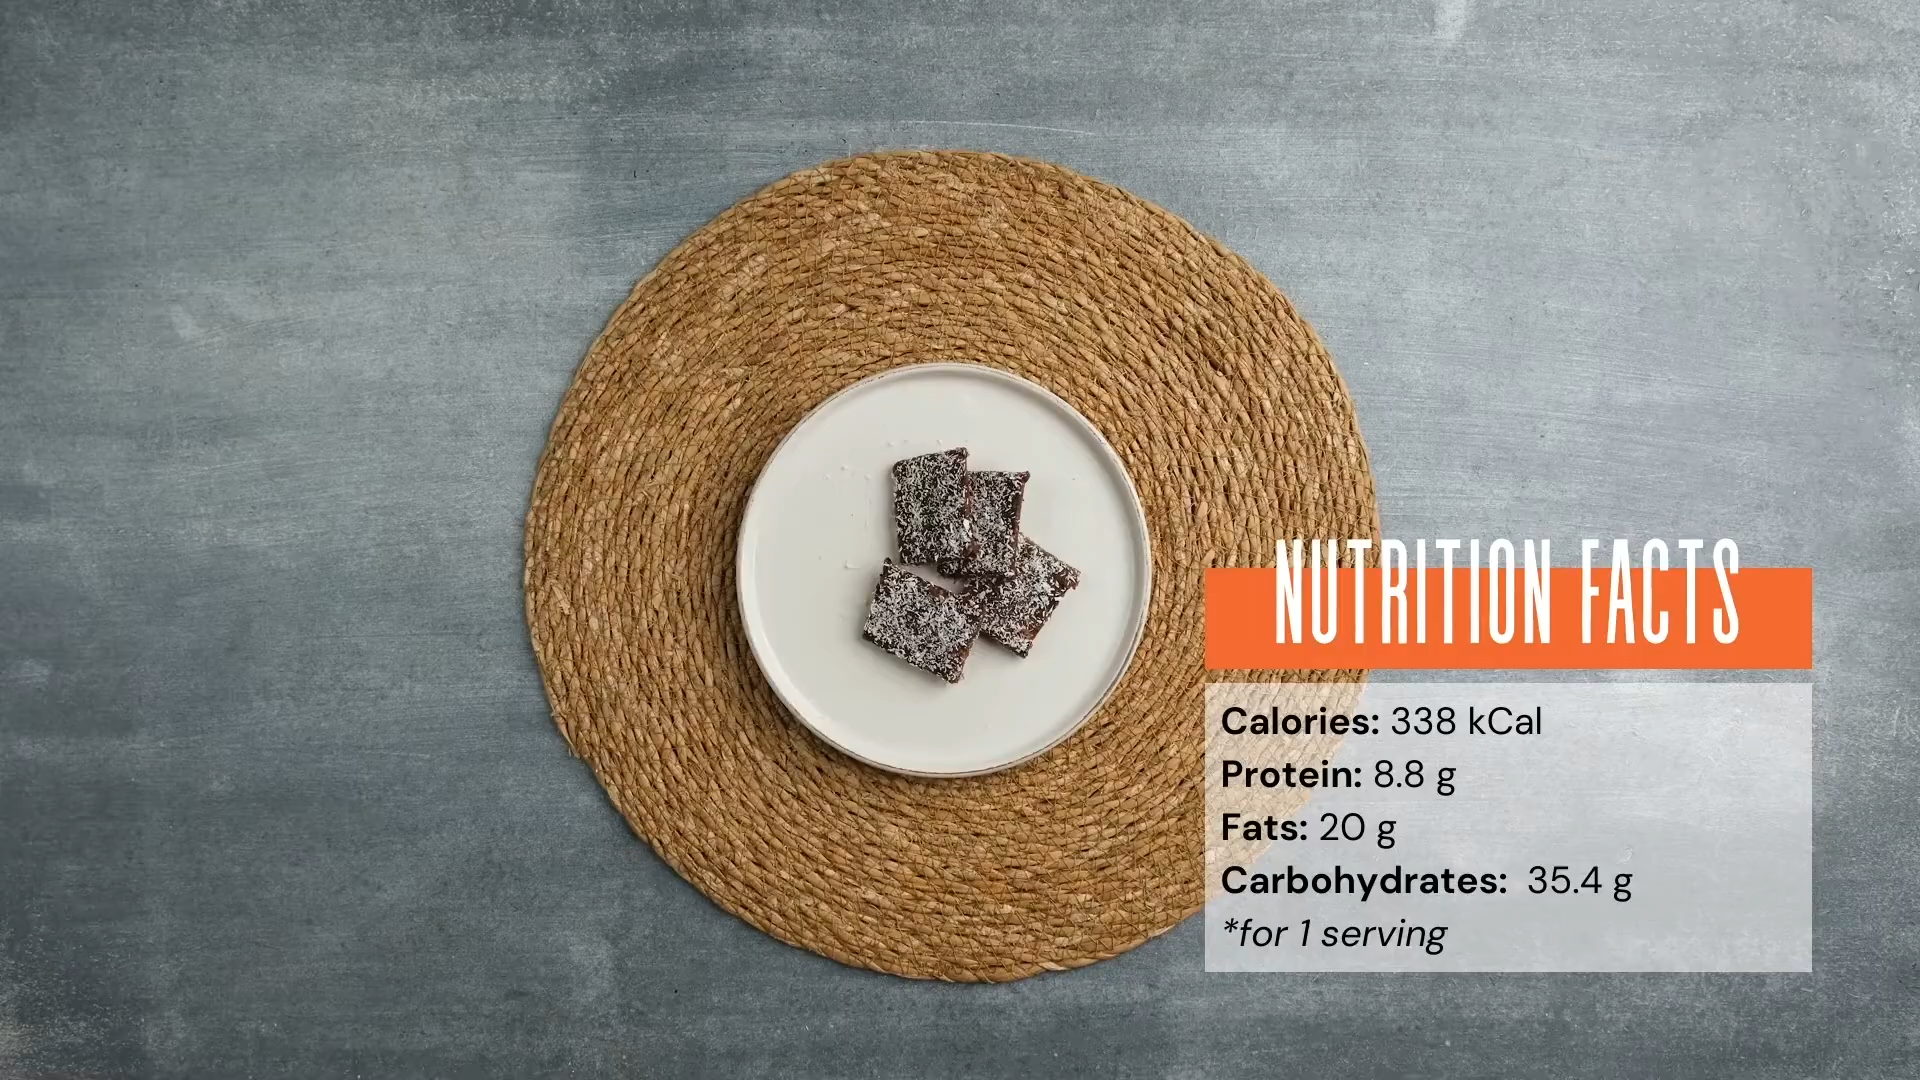 NUTRITION FACTS
Calories: 338 kCal
Protein: 8.8 g
Fats: 20 g
Carbohydrates: 35.4 g
*for 1 serving